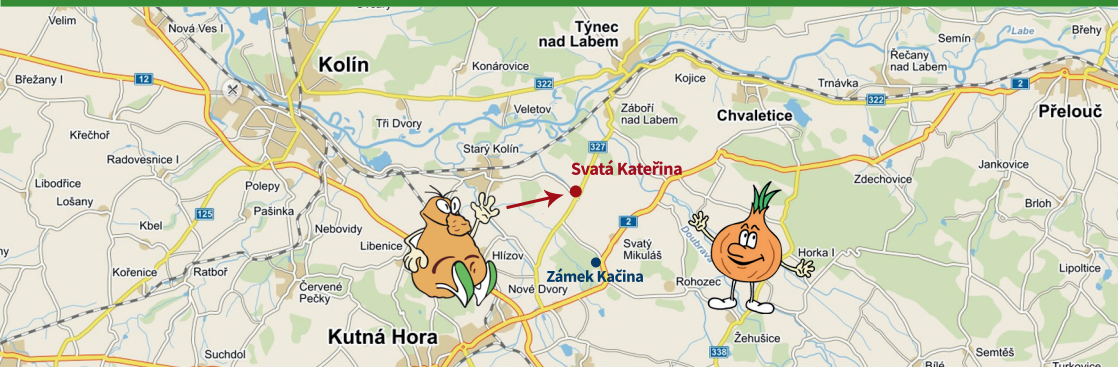 Velim
Nová Ves I
Týnec
nad Labem
Semín
Labe
Břehy
Kolín
Konárovice
322
Kojice
Řečany
nad Labem
Břežany I
12
Trnávka
2
322
Veletov
Záboří
nad Labem
Chvaletice
Přelouč
Tři Dvory
Křečhoř
327
Starý Kolín
Radovesnice I
Svatá Kateřina
Jankovice
Zdechovice
Libodřice
Polepy
Lošany
Brloh
Pašinka
125
2
Kbel
Nebovidy
Doubrava
Libenice
Svatý
Mikuláš
Hlízov
Horka I
Kořenice
Ratboř
Zámek Kačina
Lipoltice
Rohozec
Červené
Pečky
Nové Dvory
Kutná Hora
Žehušice
Suchdol
338
Semtěš